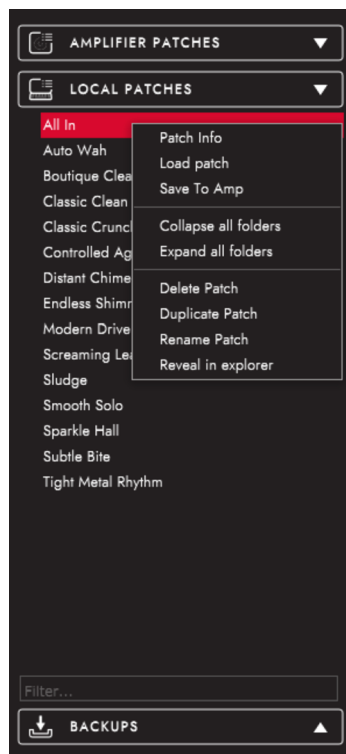 AMPLIFIER PATCHES
LOCAL PATCHES
All In
Auto Wah
Boutique Clea
Classic Clean
Classic Crunc
Controlled Ag
Distant Chime
Endless Shim
Modern Drive
Screaming Le
Sludge
Smooth Solo
Sparkle Hall
Subtle Bite
Tight Metal Rhythm
Patch Info
Load patch
Save To Amp
Collapse all folders
Expand all folders
Delete Patch
Duplicate Patch
Rename Patch
Reveal in explorer
Filter...
BACKUPS